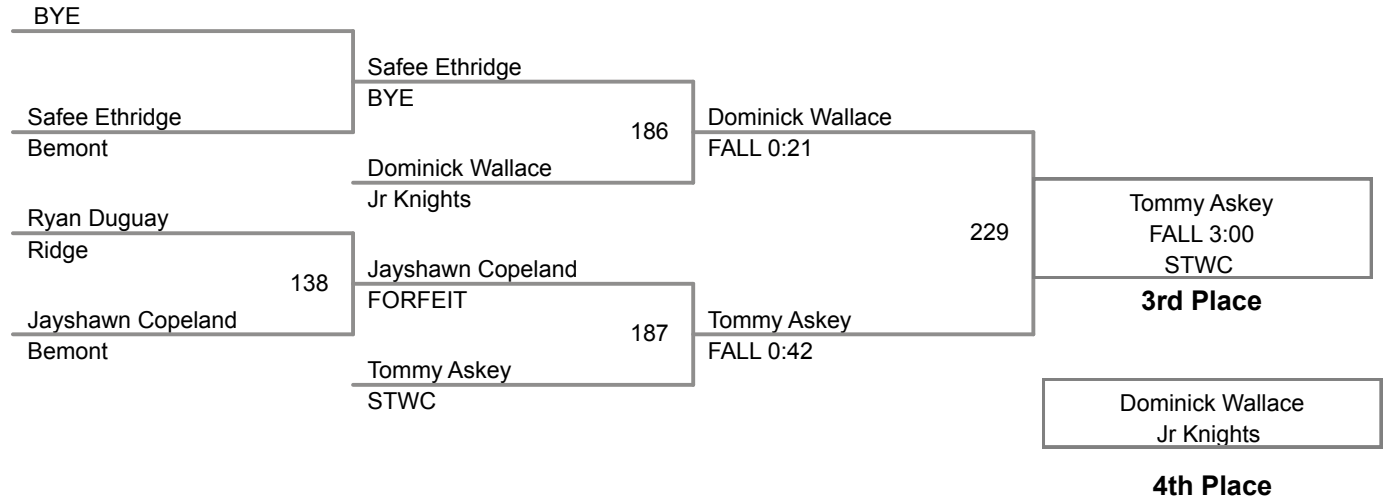 BYE
Safee Ethridge
BYE
Safee Ethridge
Bemont
186
Dominick Wallace
FALL 0:21
Dominick Wallace
Jr Knights
Ryan Duguay
Ridge
229
Tommy Askey
FALL 3:00
STWC
3rd Place
138
Jayshawn Copeland
FORFEIT
Jayshawn Copeland
Bemont
187
Tommy Askey
FALL 0:42
Tommy Askey
STWC
Dominick Wallace
Jr Knights
4th Place